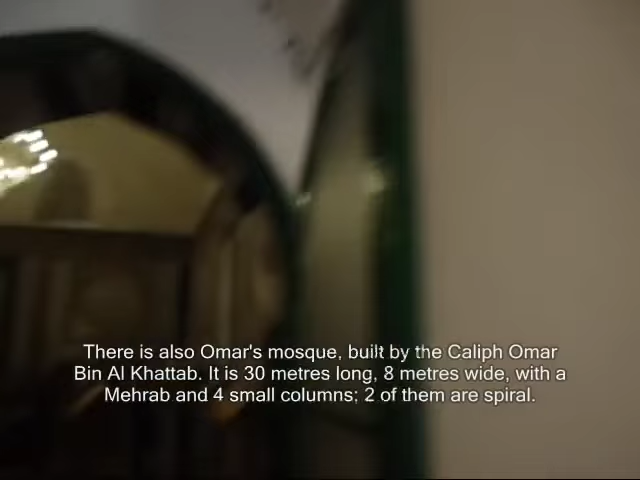 There is also Omar's mosque, built by the Caliph Omar
Bin Al Khattab. It is 30 metres long, 8 metres wide, with a
Mehrab and 4 small columns; 2 of them are spiral.